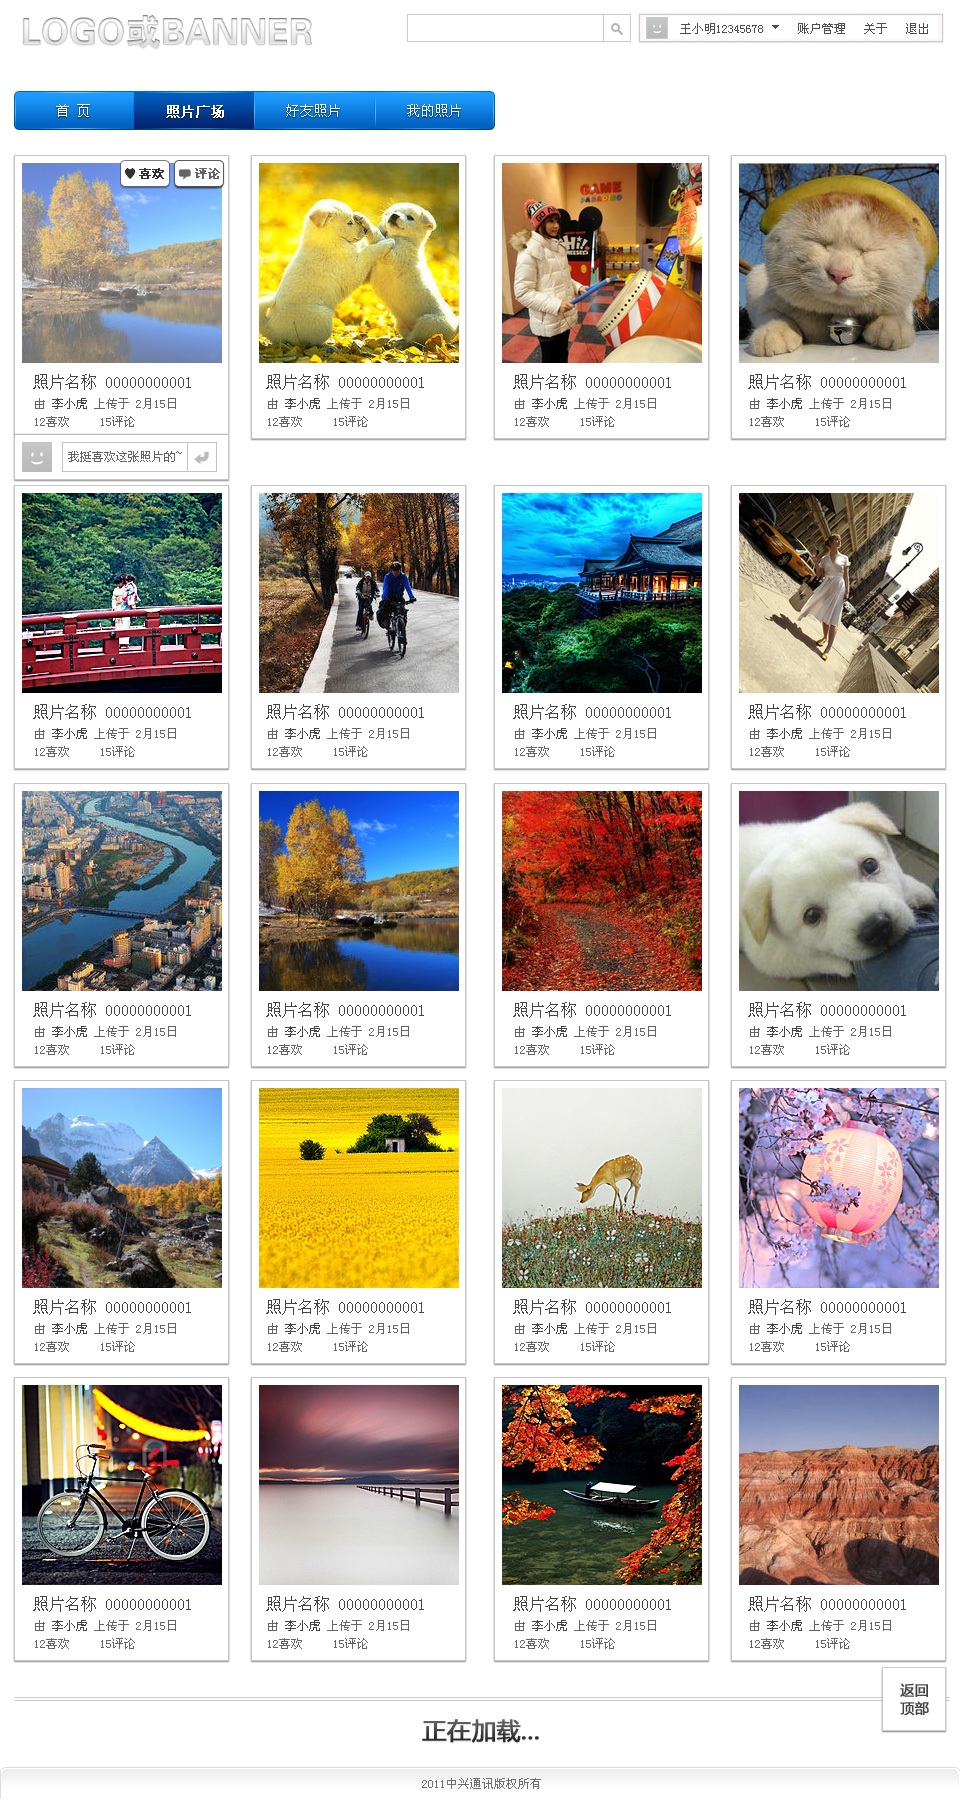 LOGO或BANNER
王小明12345678 账户管理 关于 退出
首 页 照片广场 好友照片 我的照片
喜欢 评论
GAME
Hi!
照片名称 00000000001 照片名称 00000000001 照片名称 00000000001 照片名称 00000000001
由 李小虎 上传于 2月15日 由 李小虎 上传于 2月15日 由 李小虎 上传于 2月15日 由 李小虎 上传于 2月15日
12喜欢 15评论 12喜欢 15评论 12喜欢 15评论 12喜欢 15评论
我挺喜欢这张照片的~
照片名称 00000000001 照片名称 00000000001 照片名称 00000000001 照片名称 00000000001
由 李小虎 上传于 2月15日 由 李小虎 上传于 2月15日 由 李小虎 上传于 2月15日 由 李小虎 上传于 2月15日
12喜欢 15评论 12喜欢 15评论 12喜欢 15评论 12喜欢 15评论
照片名称 00000000001 照片名称 00000000001 照片名称 00000000001 照片名称 00000000001
由 李小虎 上传于 2月15日 由 李小虎 上传于 2月15日 由 李小虎 上传于 2月15日 由 李小虎 上传于 2月15日
12喜欢 15评论 12喜欢 15评论 12喜欢 15评论 12喜欢 15评论
照片名称 00000000001 照片名称 00000000001 照片名称 00000000001 照片名称 00000000001
由 李小虎 上传于 2月15日 由 李小虎 上传于 2月15日 由 李小虎 上传于 2月15日 由 李小虎 上传于 2月15日
12喜欢 15评论 12喜欢 15评论 12喜欢 15评论 12喜欢 15评论
照片名称 00000000001 照片名称 00000000001 照片名称 00000000001 照片名称 00000000001
由 李小虎 上传于 2月15日 由 李小虎 上传于 2月15日 由 李小虎 上传于 2月15日 由 李小虎 上传于 2月15日
12喜欢 15评论 12喜欢 15评论 12喜欢 15评论 12喜欢 15评论
返回
顶部
正在加载...
2011中兴通讯版权所有